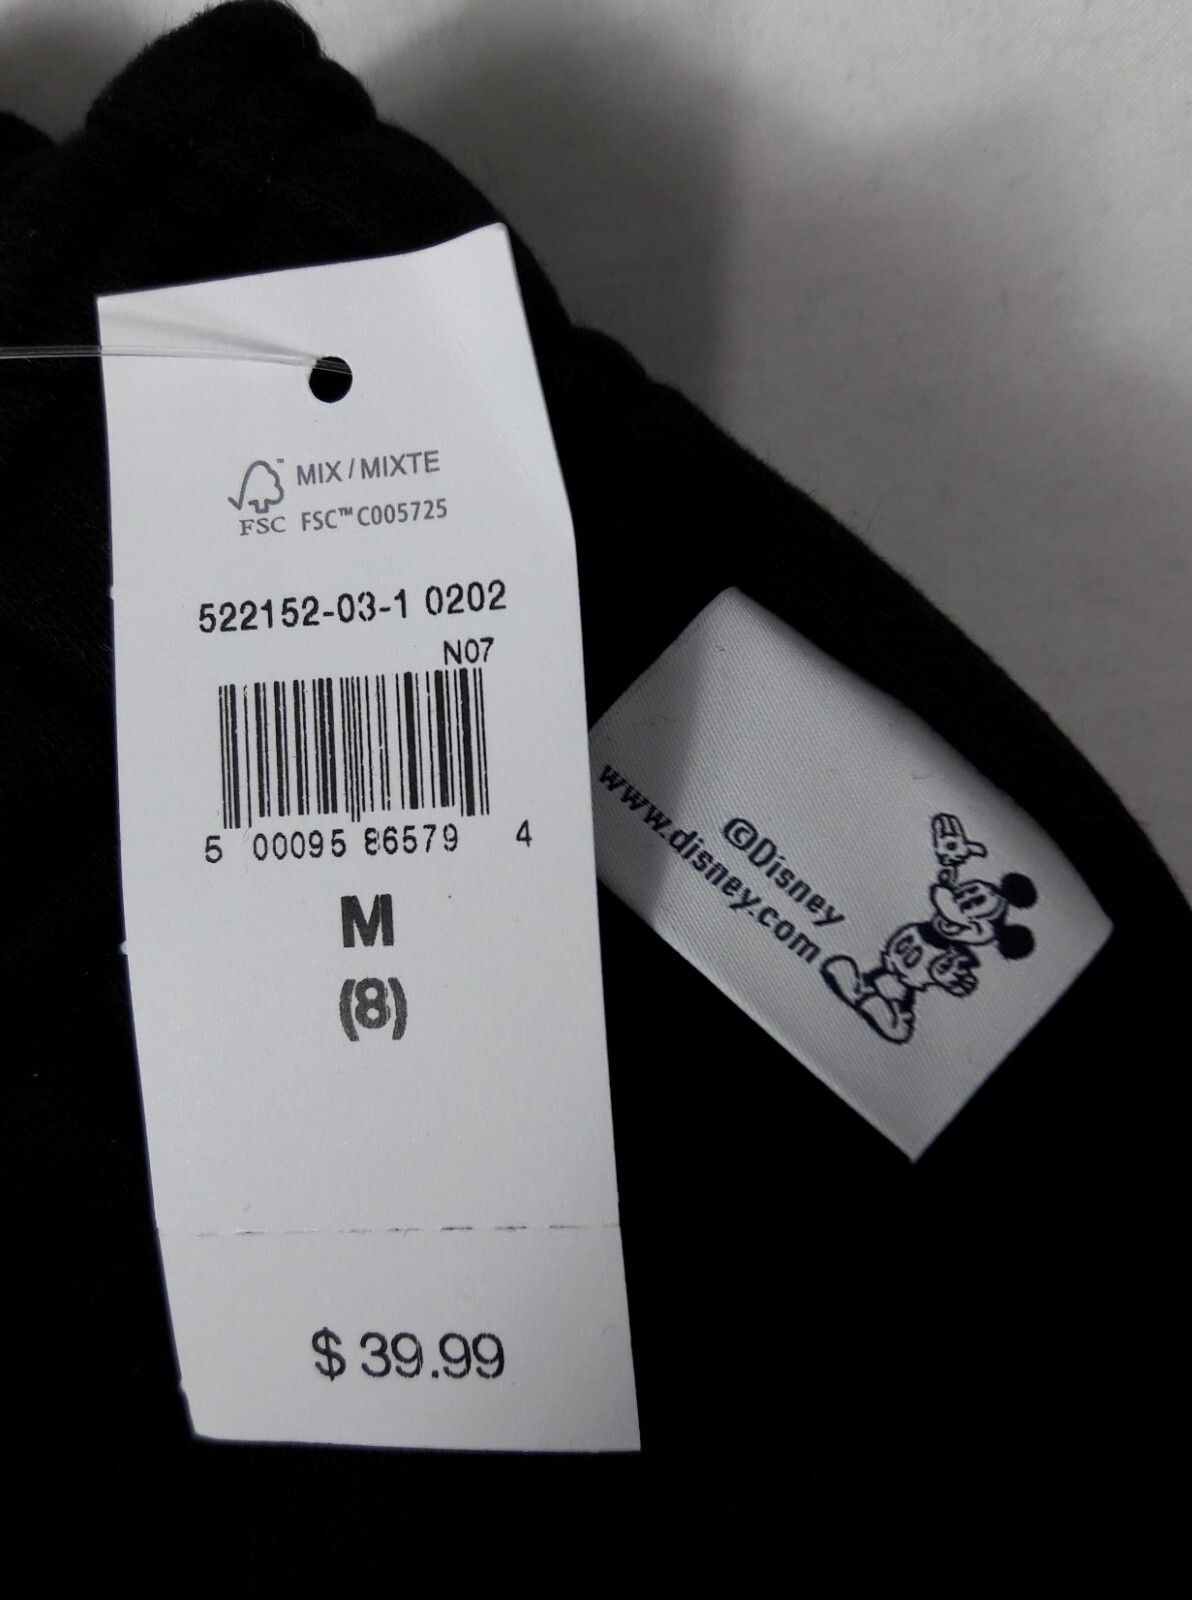 MIX / MIXTE
FSC FSC™ C005725
522152-03-1 0202
N07
5 00095 86579 4
M
(8)
$ 39.99
©Disney
www.disney.com